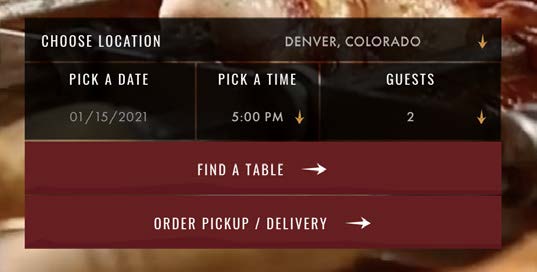 CHOOSE LOCATION DENVER, COLORADO
PICK A DATE PICK A TIME GUESTS
01/15/2021 5:00 PM 2
FIND A TABLE
ORDER PICKUP / DELIVERY